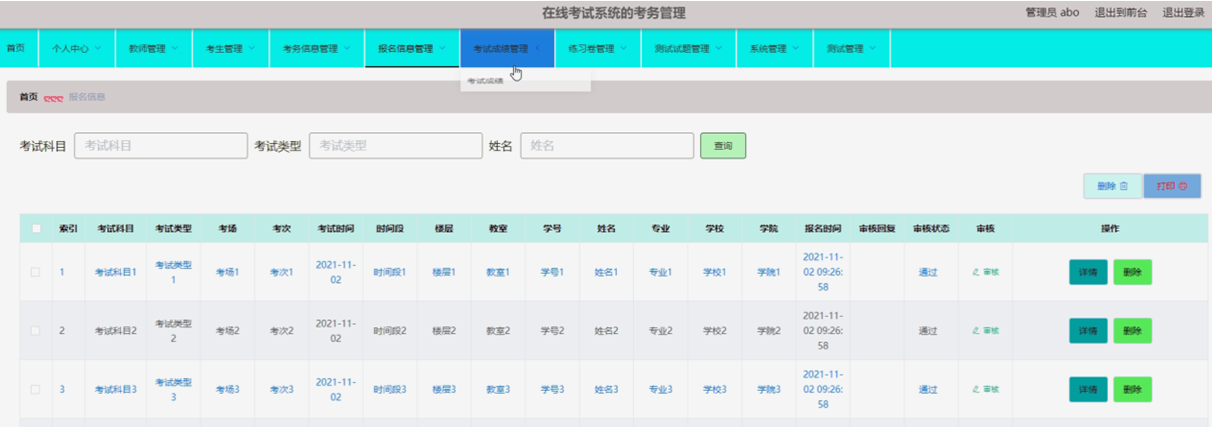 在线考试系统的考务管理
管理员 abo 退出到前台 退出登录
首页 个人中心 教师管理 考生管理 考务信息管理 报名信息管理 考试成绩管理 练习卷管理 测试试题管理 系统管理 测试管理
考试成绩
首页 报名信息
考试科目 考试科目 考试类型 考试类型 姓名 姓名 查询
删除 打印
索引 考试科目 考试类型 考场 考次 考试时间 时间段 楼层 教室 学号 姓名 专业 学校 学院 报名时间 审核回复 审核状态 审核 操作
1 考试科目1 考试类型1 考场1 考次1 2021-11-02 时间段1 楼层1 教室1 学号1 姓名1 专业1 学校1 学院1 2021-11-02 09:26:58 通过 审核 详情 删除
2 考试科目2 考试类型2 考场2 考次2 2021-11-02 时间段2 楼层2 教室2 学号2 姓名2 专业2 学校2 学院2 2021-11-02 09:26:58 通过 审核 详情 删除
3 考试科目3 考试类型3 考场3 考次3 2021-11-02 时间段3 楼层3 教室3 学号3 姓名3 专业3 学校3 学院3 2021-11-02 09:26:58 通过 审核 详情 删除